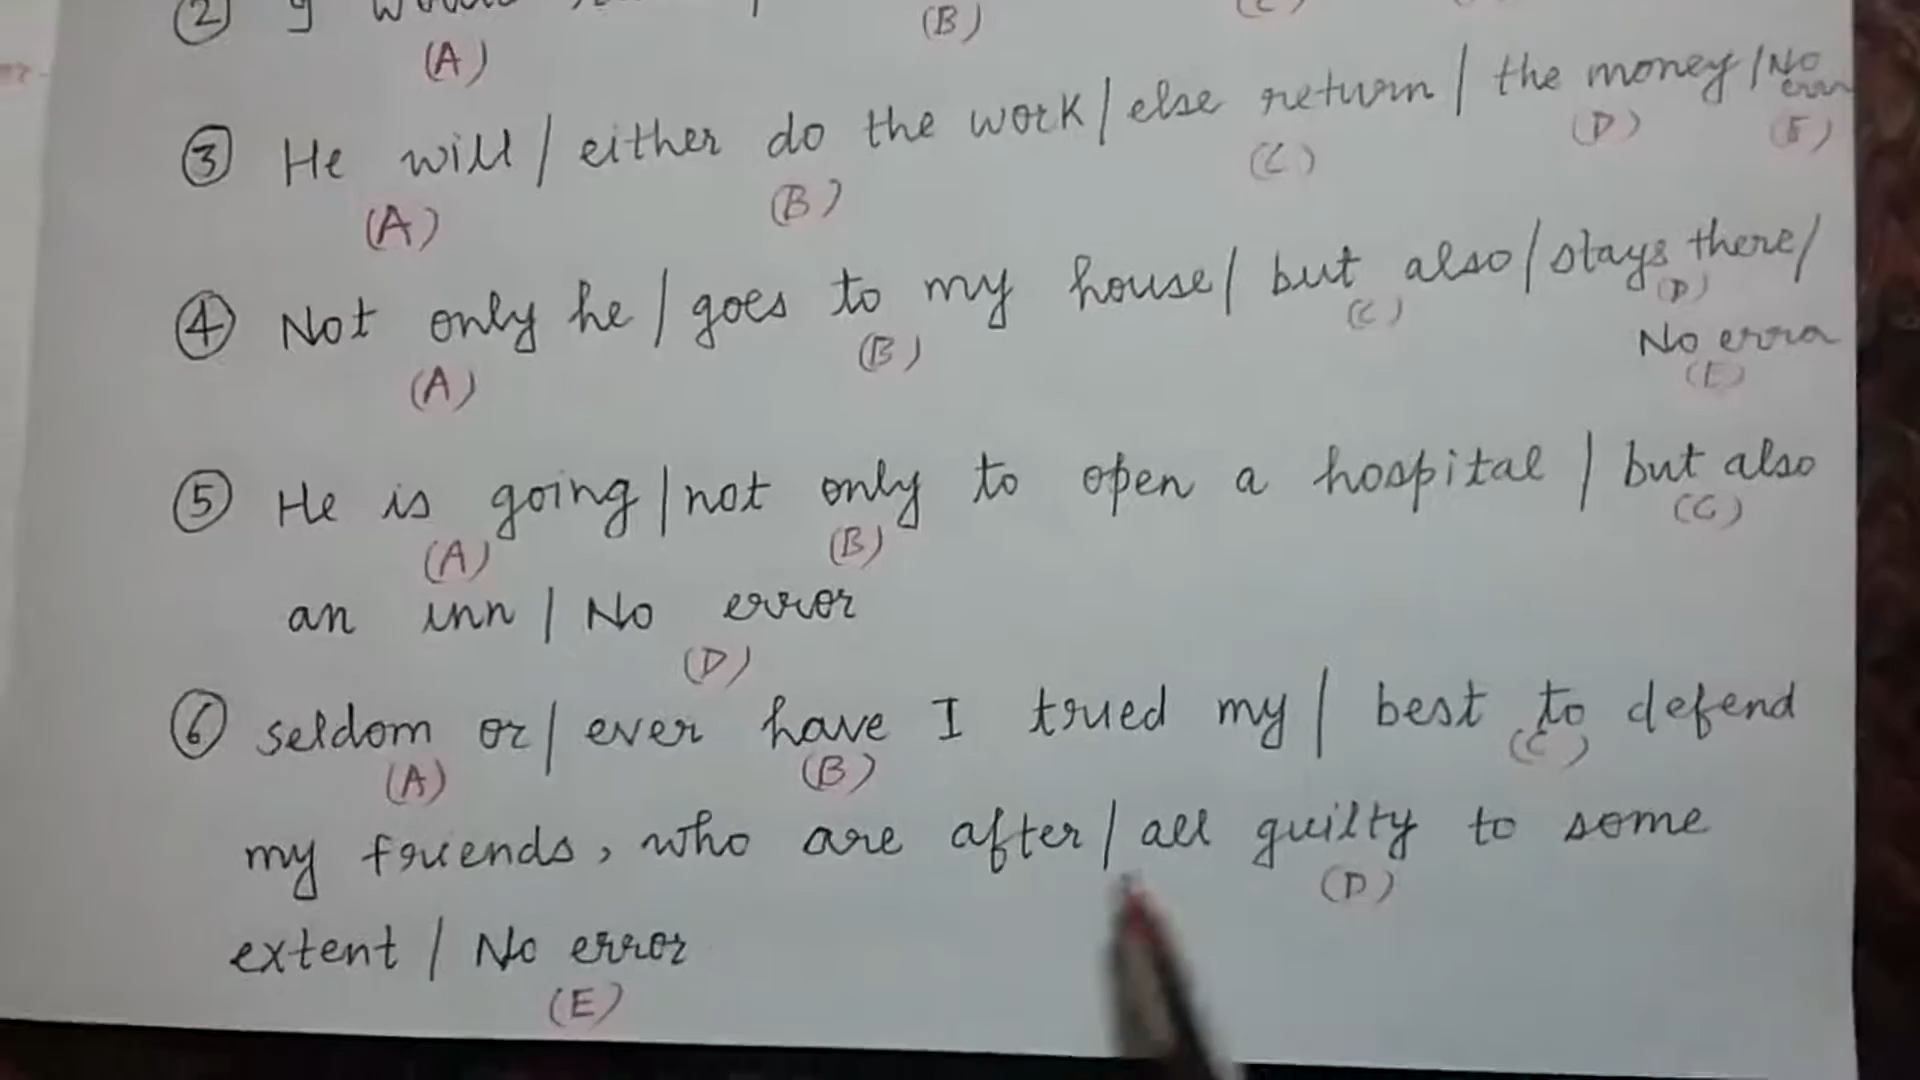 ② I
(A) (B)
③ He will / either do the work / else return / the money / No error
(A) (B) (C) (D) (E)
④ Not only he / goes to my house / but also / stays there /
(A) (B) (C) (D)
No error
(E)
⑤ He is going / not only to open a hospital / but also
(A) (B) (C)
an inn / No error
(D)
⑥ seldom or / ever have I tried my / best to defend
(A) (B) (C)
my friends, who are after / all guilty to some
(D)
extent / No error
(E)